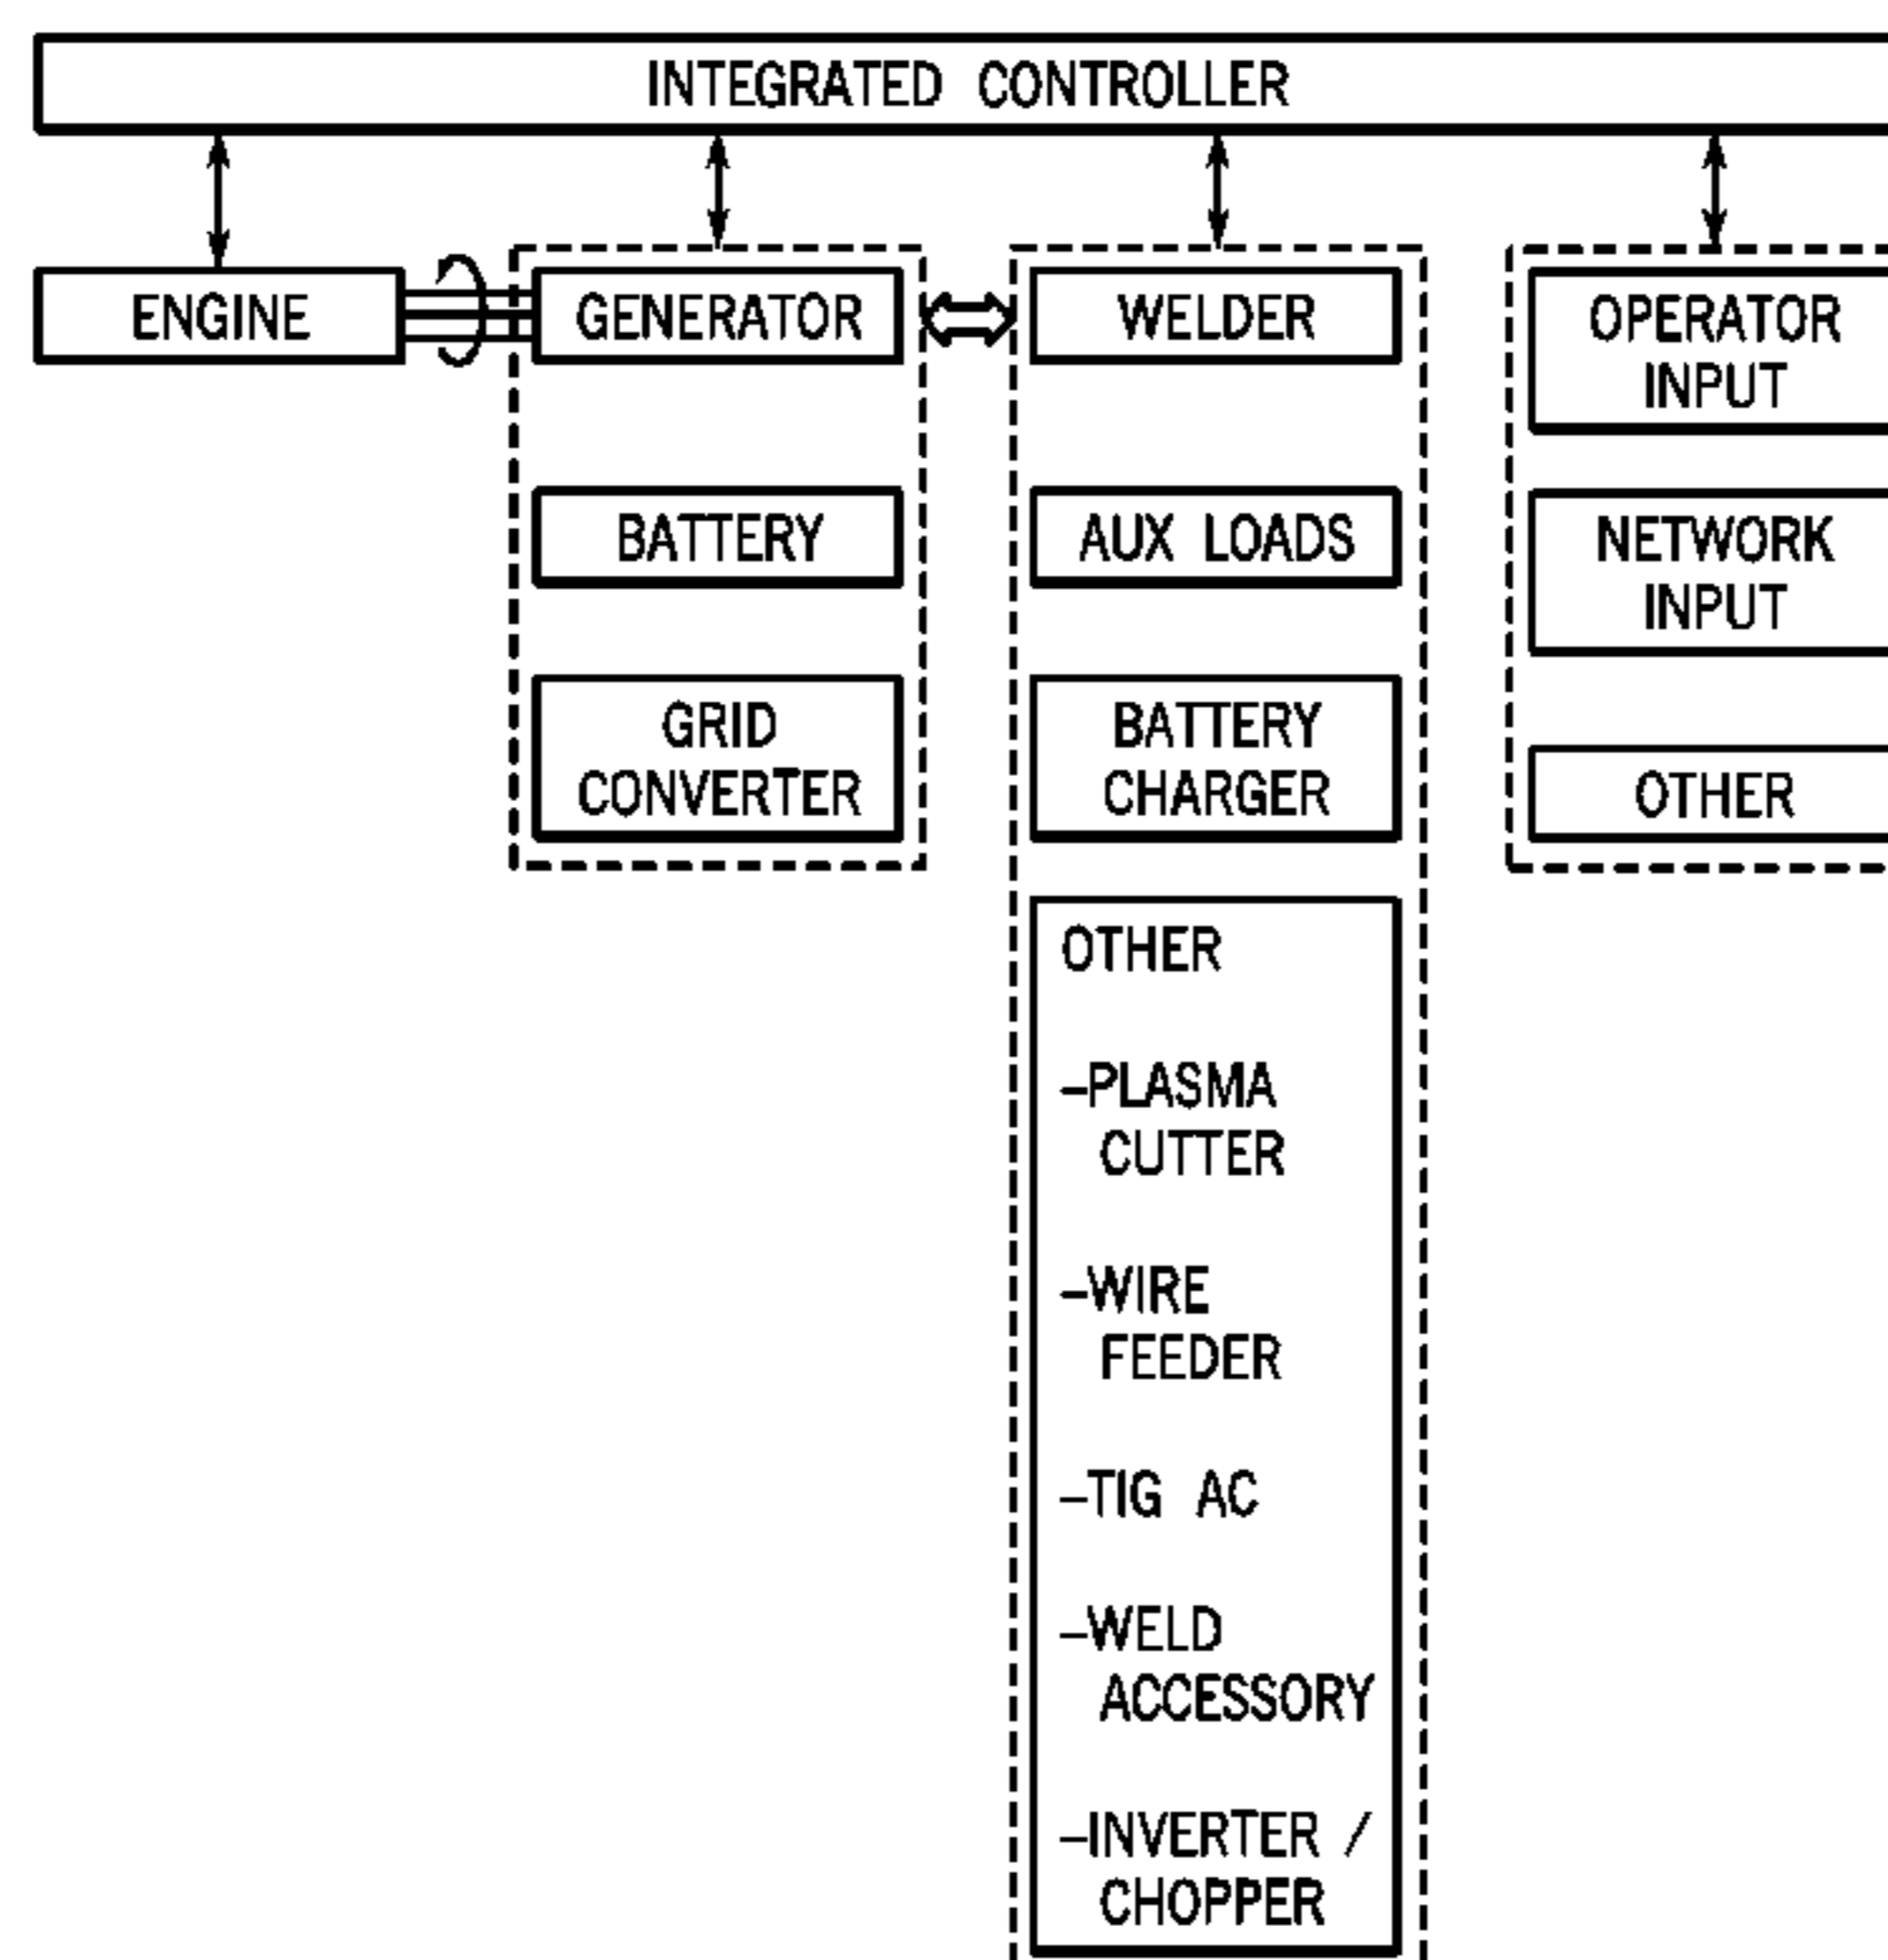 INTEGRATED CONTROLLER
ENGINE
GENERATOR
BATTERY
GRID
CONVERTER
WELDER
AUX LOADS
BATTERY
CHARGER
OTHER
–PLASMA
CUTTER
–WIRE
FEEDER
–TIG AC
–WELD
ACCESSORY
–INVERTER /
CHOPPER
OPERATOR
INPUT
NETWORK
INPUT
OTHER